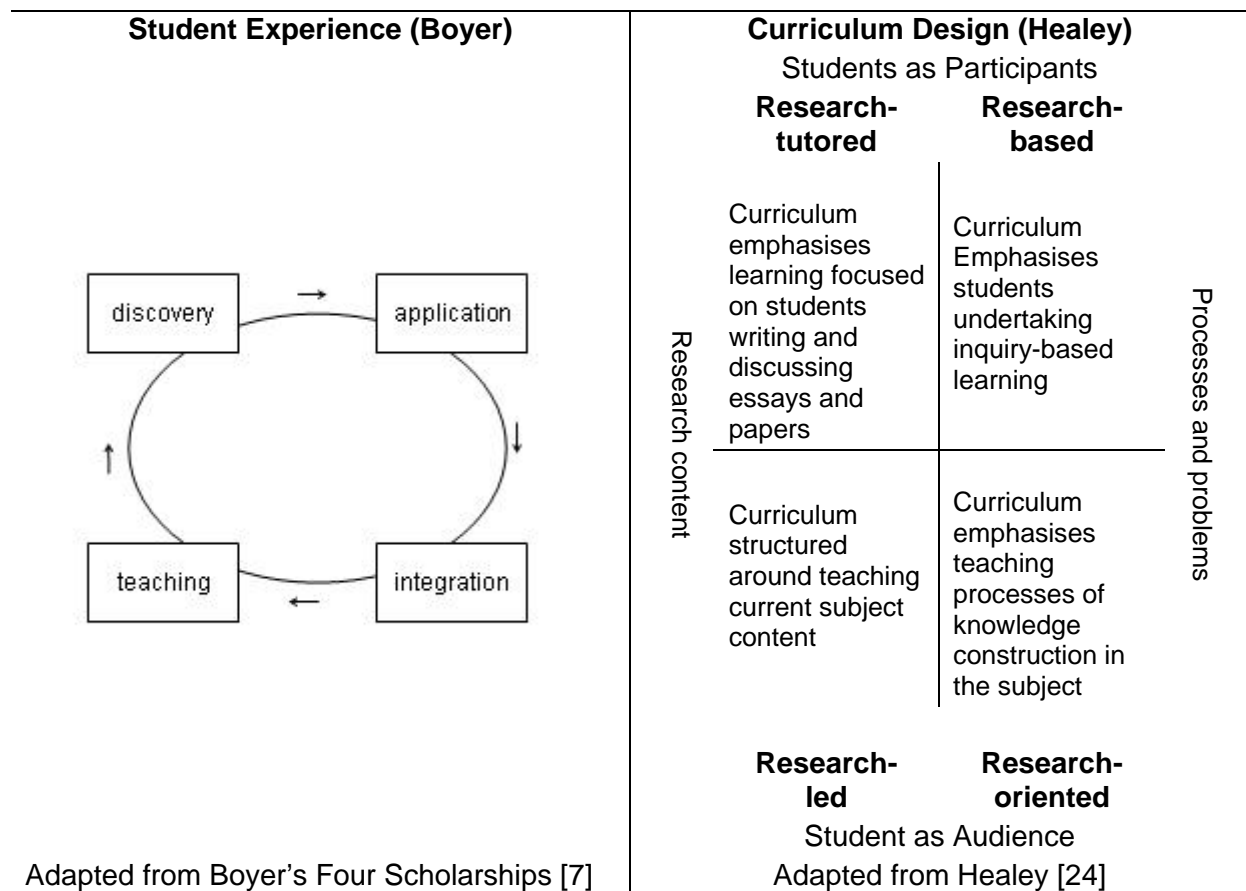 Student Experience (Boyer)
discovery
application
teaching
integration
Adapted from Boyer's Four Scholarships [7]
Curriculum Design (Healey)
Students as Participants
Research-
tutored
Research-
based
Research content
Curriculum
emphasises
learning focused
on students
writing and
discussing
essays and
papers
Curriculum
Emphasises
students
undertaking
inquiry-based
learning
Processes and problems
Curriculum
structured
around teaching
current subject
content
Curriculum
emphasises
teaching
processes of
knowledge
construction in
the subject
Research-
led
Research-
oriented
Student as Audience
Adapted from Healey [24]